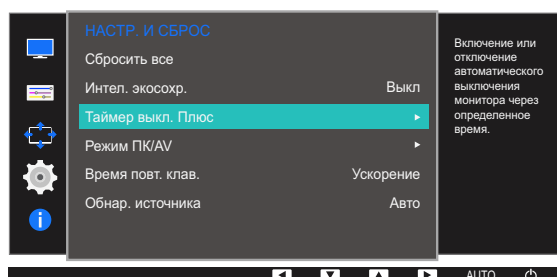 НАСТР. И СБРОС
Сбросить все
Интел. экосохр. Выкл
Таймер выкл. Плюс
Режим ПК/AV
Время повт. клав. Ускорение
Обнар. источника Авто
Включение или
отключение
автоматического
выключения
монитора через
определенное
время.
AUTO